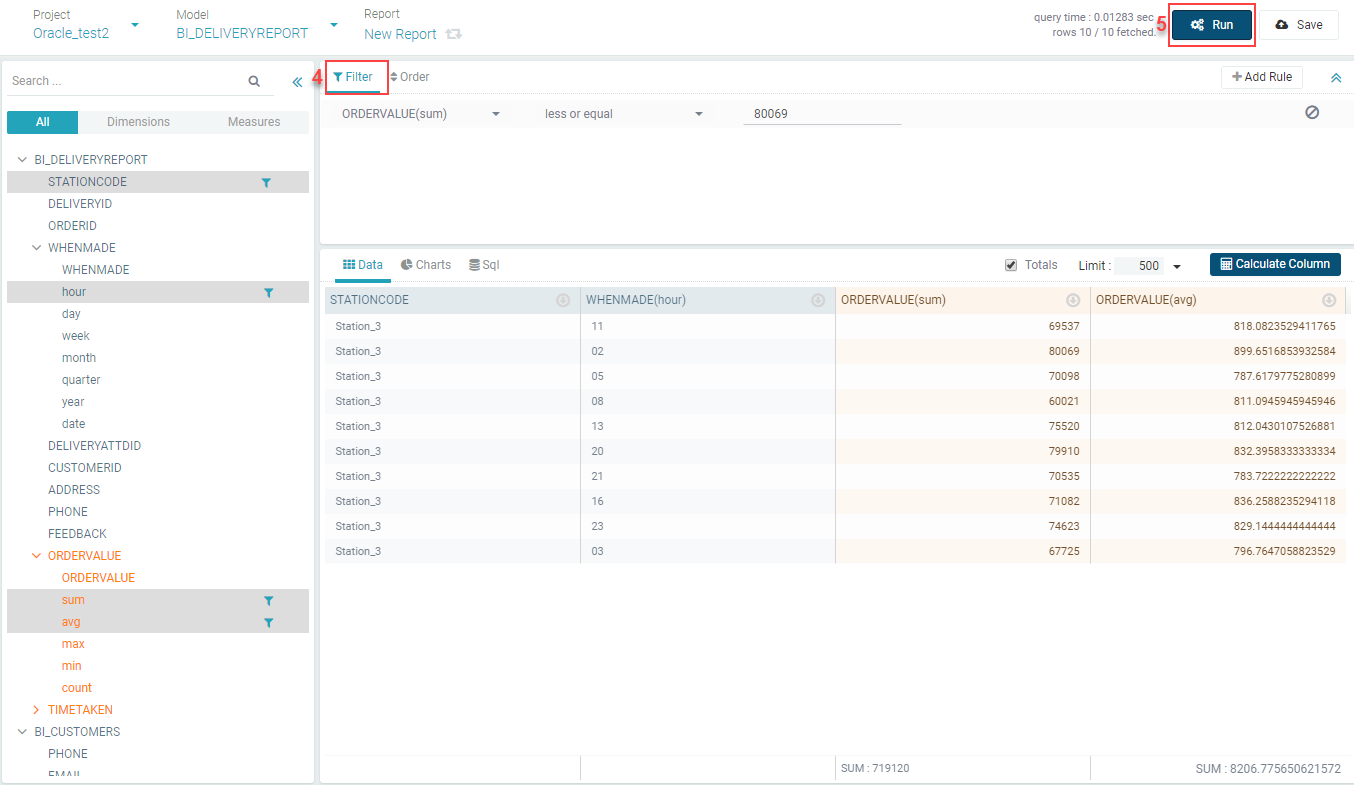 Project
Oracle_test2
Model
BI_DELIVERYREPORT
Report
New Report
query time : 0.01283 sec
rows 10 / 10 fetched.
5
Run
Save
Search ...
All
Dimensions
Measures
BI_DELIVERYREPORT
STATIONCODE
DELIVERYID
ORDERID
WHENMADE
WHENMADE
hour
day
week
month
quarter
year
date
DELIVERYATTDID
CUSTOMERID
ADDRESS
PHONE
FEEDBACK
ORDERVALUE
ORDERVALUE
sum
avg
max
min
count
TIMETAKEN
BI_CUSTOMERS
PHONE
EMAIL
4
Filter
Order
Add Rule
ORDERVALUE(sum) less or equal 80069
Data
Charts
Sql
Totals
Limit : 500
Calculate Column
STATIONCODE WHENMADE(hour) ORDERVALUE(sum) ORDERVALUE(avg)
Station_3 11 69537 818.0823529411765
Station_3 02 80069 899.6516853932584
Station_3 05 70098 787.6179775280899
Station_3 08 60021 811.0945945945946
Station_3 13 75520 812.0430107526881
Station_3 20 79910 832.3958333333334
Station_3 21 70535 783.7222222222222
Station_3 16 71082 836.2588235294118
Station_3 23 74623 829.1444444444444
Station_3 03 67725 796.7647058823529
SUM : 719120 SUM : 8206.775650621572